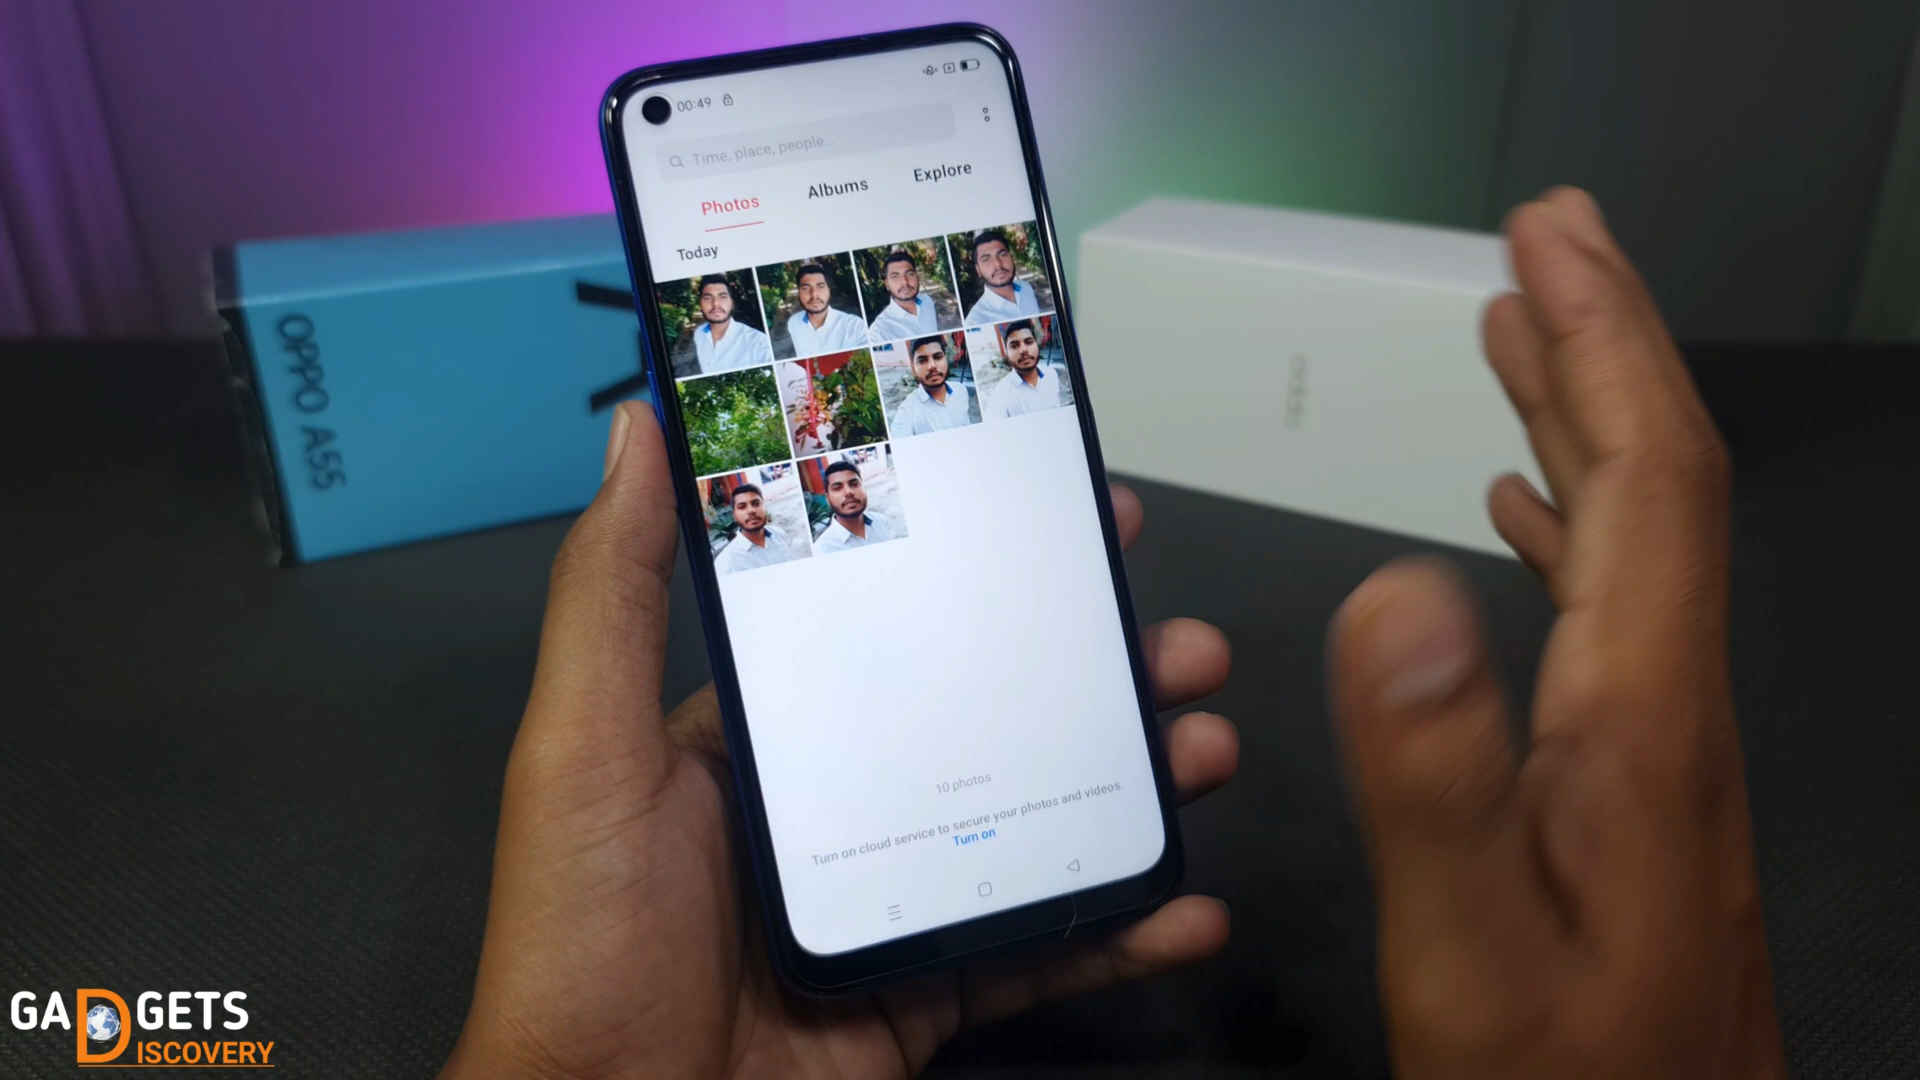 00:49
Time, place, people...
Photos Albums Explore
Today
10 photos
Turn on cloud service to secure your photos and videos.
Turn on
OPPO A55
oppo
GADGETS
DISCOVERY